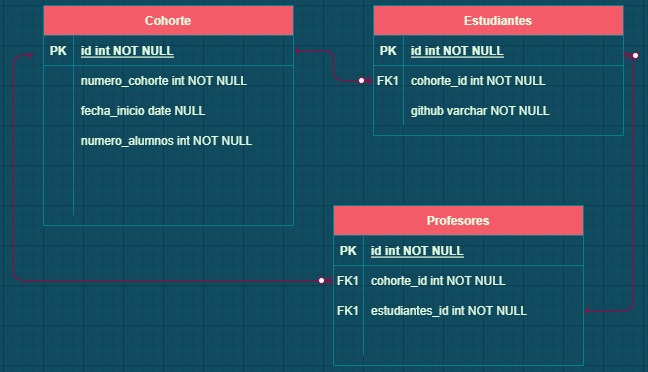 Cohorte
PK id int NOT NULL
numero_cohorte int NOT NULL
fecha_inicio date NULL
numero_alumnos int NOT NULL
Estudiantes
PK id int NOT NULL
FK1 cohorte_id int NOT NULL
github varchar NOT NULL
Profesores
PK id int NOT NULL
FK1 cohorte_id int NOT NULL
FK1 estudiantes_id int NOT NULL